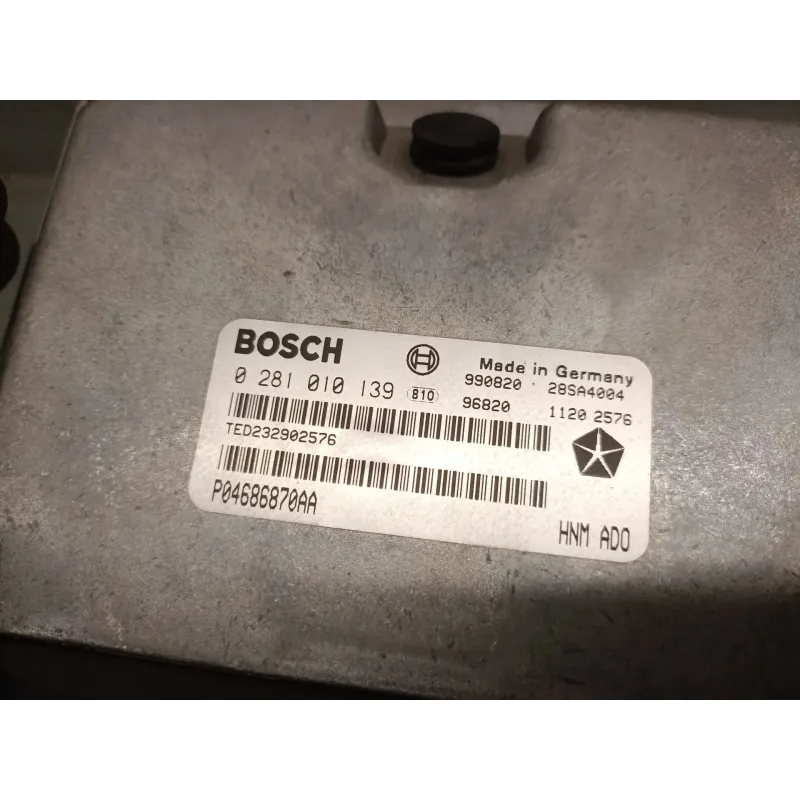 BOSCH Made in Germany
0 281 010 139 810 990820 28SA4004
96820 1120 2576
TED232902576
P04686870AA
HNM ADO